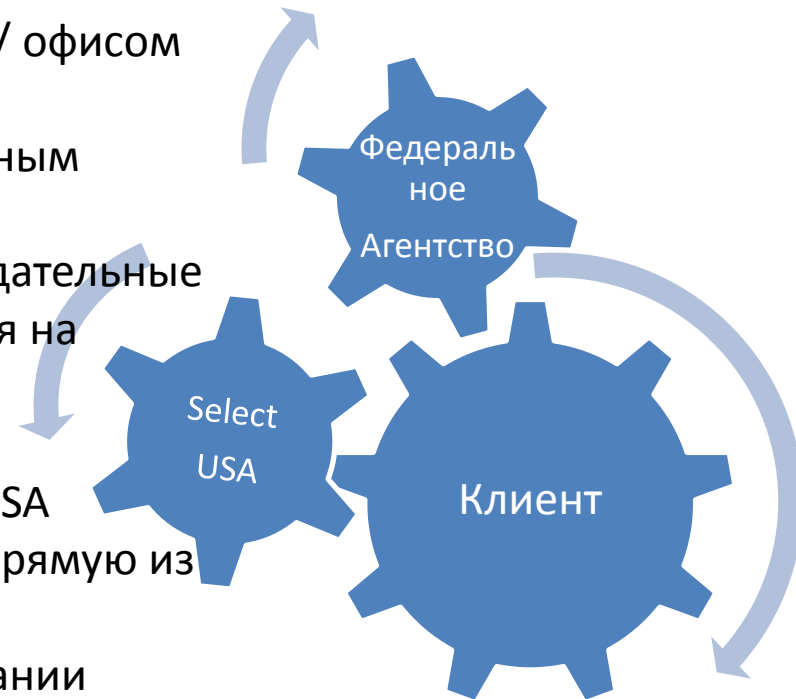 / офисом
ным
дательные
я на
SA
рямую из
ании
Федераль
ное
Агентство
Select
USA
Клиент